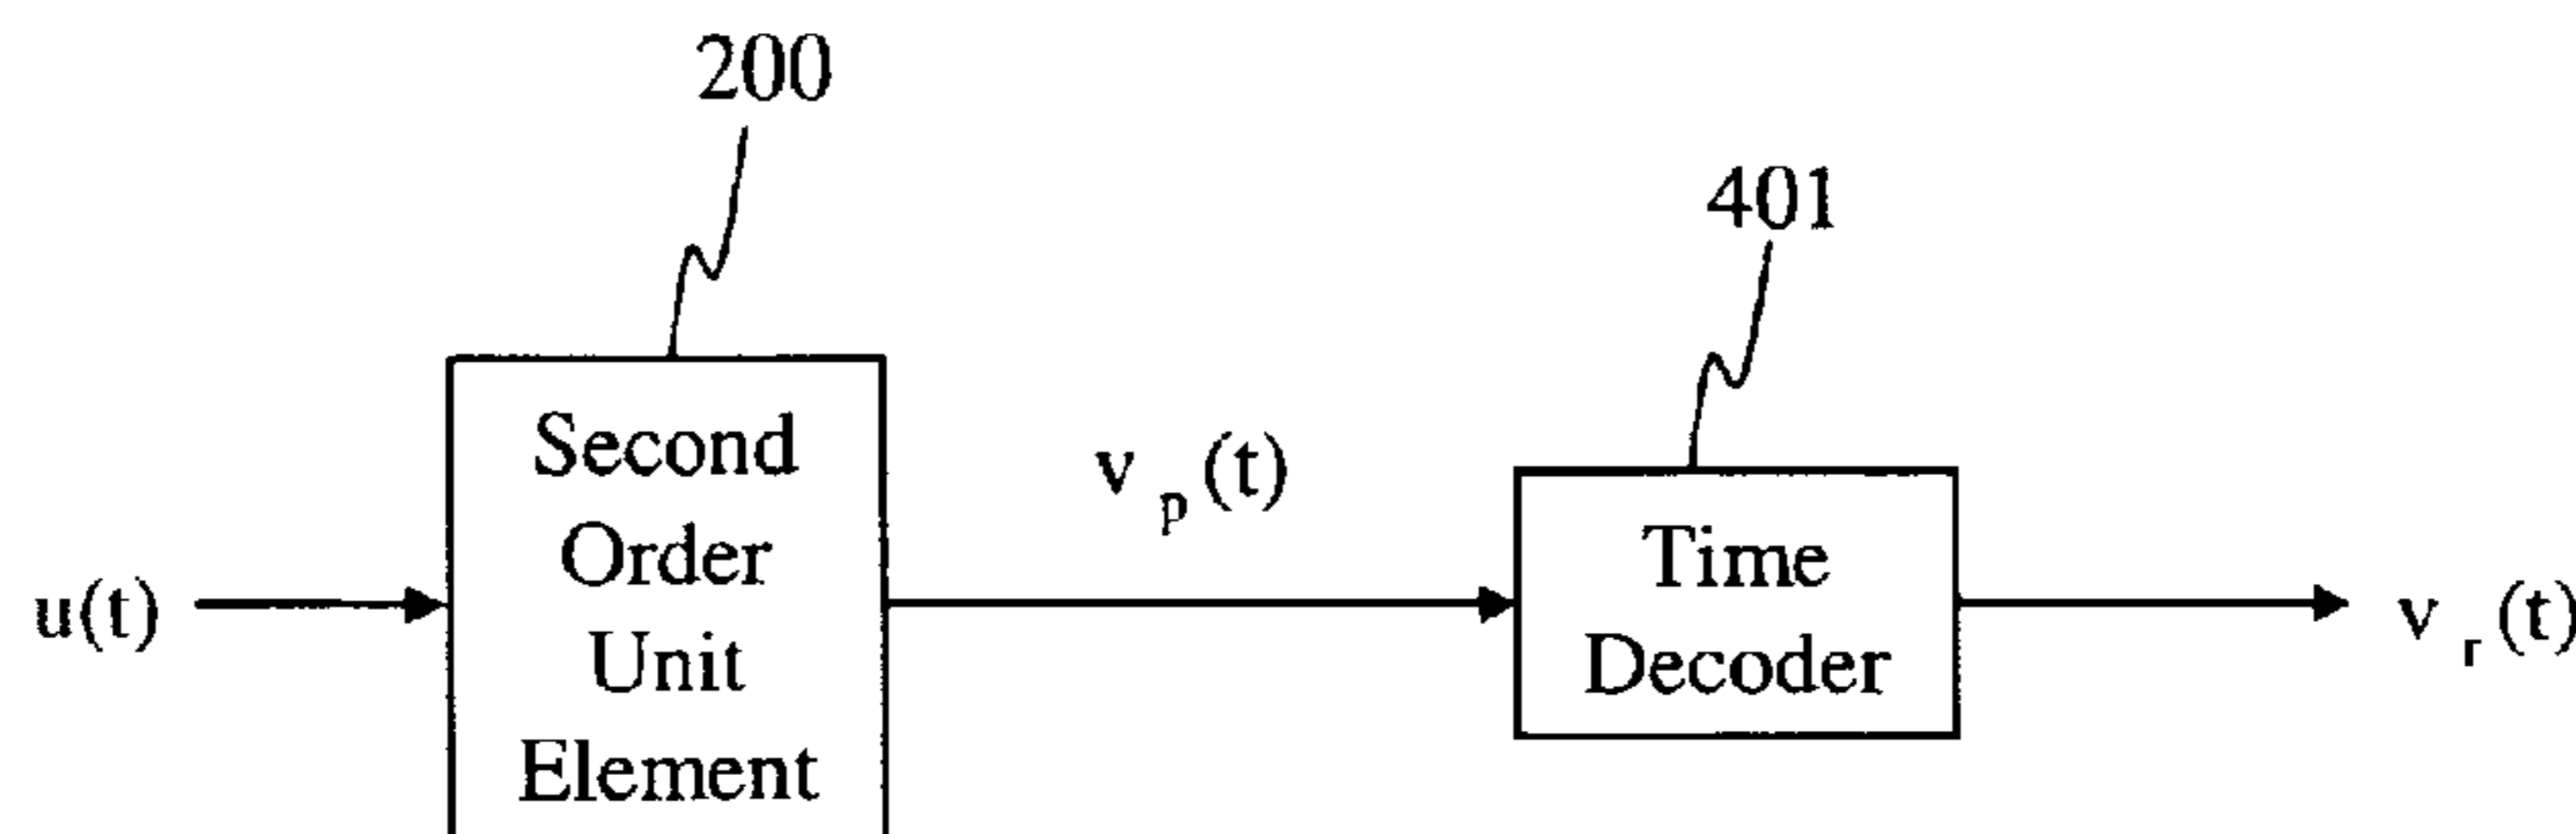 200
401
Second
Order
Unit
Element
u(t)
v p (t)
Time
Decoder
v r (t)